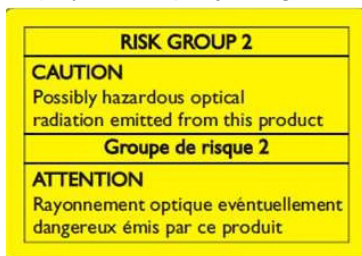 RISK GROUP 2
CAUTION
Possibly hazardous optical
radiation emitted from this product
Groupe de risque 2
ATTENTION
Rayonnement optique evéntuellement
dangereux émis par ce produit